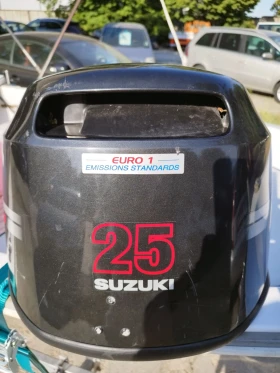 EURO 1
EMISSIONS STANDARDS
25
SUZUKI